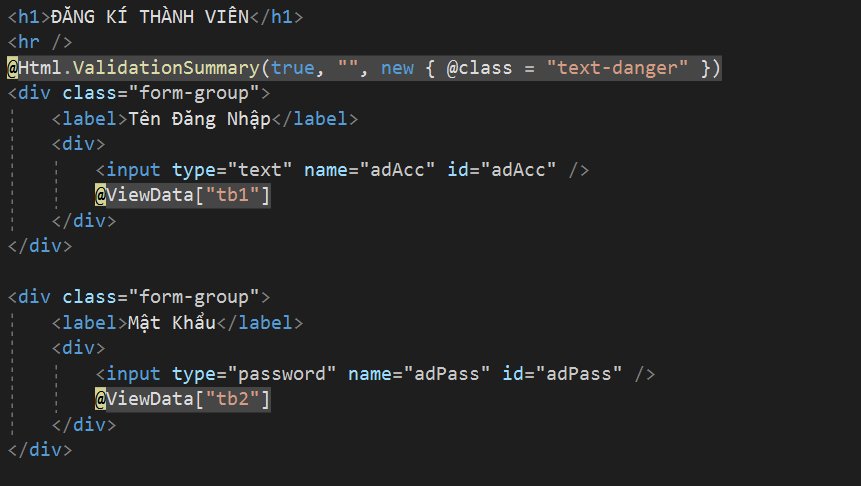 <h1>ĐĂNG KÍ THÀNH VIÊN</h1>
<hr />
@Html.ValidationSummary(true, "", new { @class = "text-danger" })
<div class="form-group">
<label>Tên Đăng Nhập</label>
<div>
<input type="text" name="adAcc" id="adAcc" />
@ViewData["tb1"]
</div>
</div>
<div class="form-group">
<label>Mật Khẩu</label>
<div>
<input type="password" name="adPass" id="adPass" />
@ViewData["tb2"]
</div>
</div>